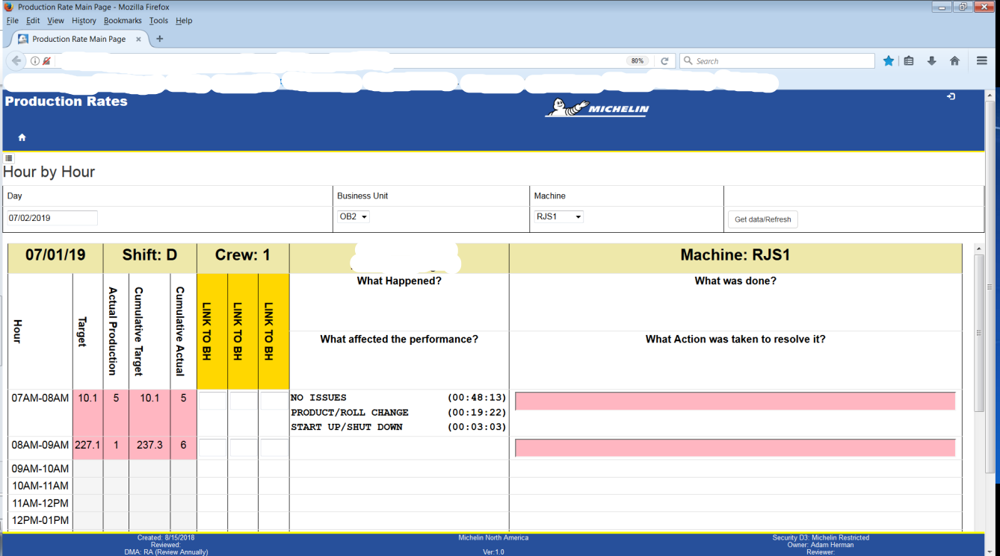 Production Rate Main Page - Mozilla Firefox
File Edit View History Bookmarks Tools Help
Production Rate Main Page
80%
Search
Production Rates
MICHELIN
Hour by Hour
Day Business Unit Machine
07/02/2019 OB2 RJS1 Get data/Refresh
07/01/19 Shift: D Crew: 1 Machine: RJS1
What Happened? What was done?
Hour Target Actual Production Cumulative Target Cumulative Actual LINK TO BH LINK TO BH LINK TO BH
What affected the performance? What Action was taken to resolve it?
07AM-08AM 10.1 5 10.1 5 NO ISSUES (00:48:13)
PRODUCT/ROLL CHANGE (00:19:22)
START UP/SHUT DOWN (00:03:03)
08AM-09AM 227.1 1 237.3 6
09AM-10AM
10AM-11AM
11AM-12PM
12PM-01PM
Created: 8/15/2018 Michelin North America Security D3: Michelin Restricted
Reviewed: Owner: Adam Herman
DMA: RA (Review Annually) Ver:1.0 Reviewer: